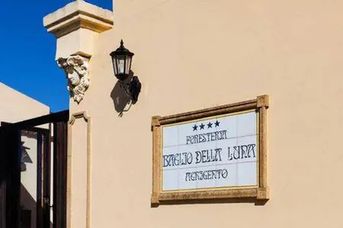 ★★★★
FORESTERIA
BAGLIO DELLA LUNA
AGRIGENTO